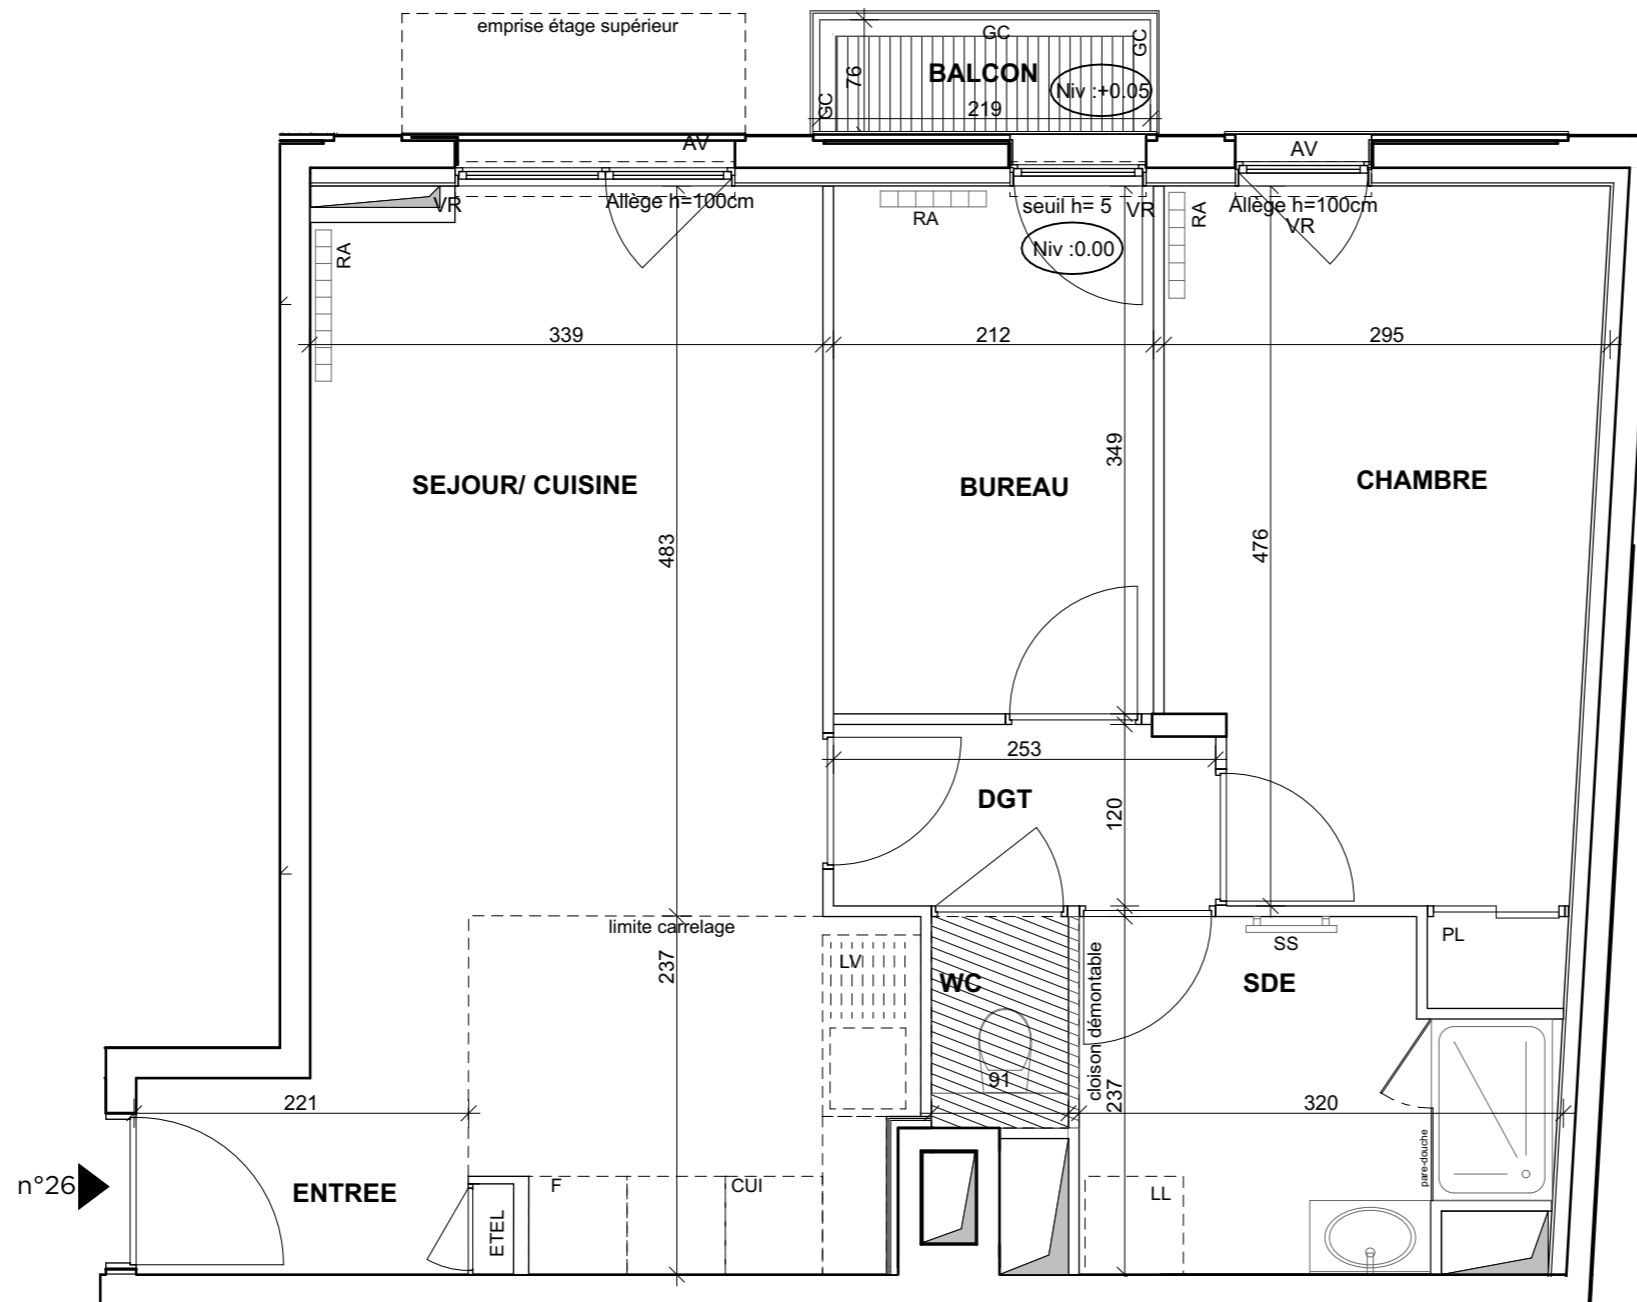 emprise étage supérieur
GC
GC
GC
76
BALCON
Niv :+0.05
219
AV
AV
VR
Allège h=100cm
RA
RA
seuil h= 5
VR
Niv :0.00
RA
Allège h=100cm
VR
339
212
295
SEJOUR/ CUISINE
BUREAU
CHAMBRE
349
483
476
253
DGT
120
limite carrelage
237
LV
WC
91
cloison démontable
237
SS
SDE
PL
221
320
pare-douche
n°26
ENTREE
ETEL
F
CUI
LL